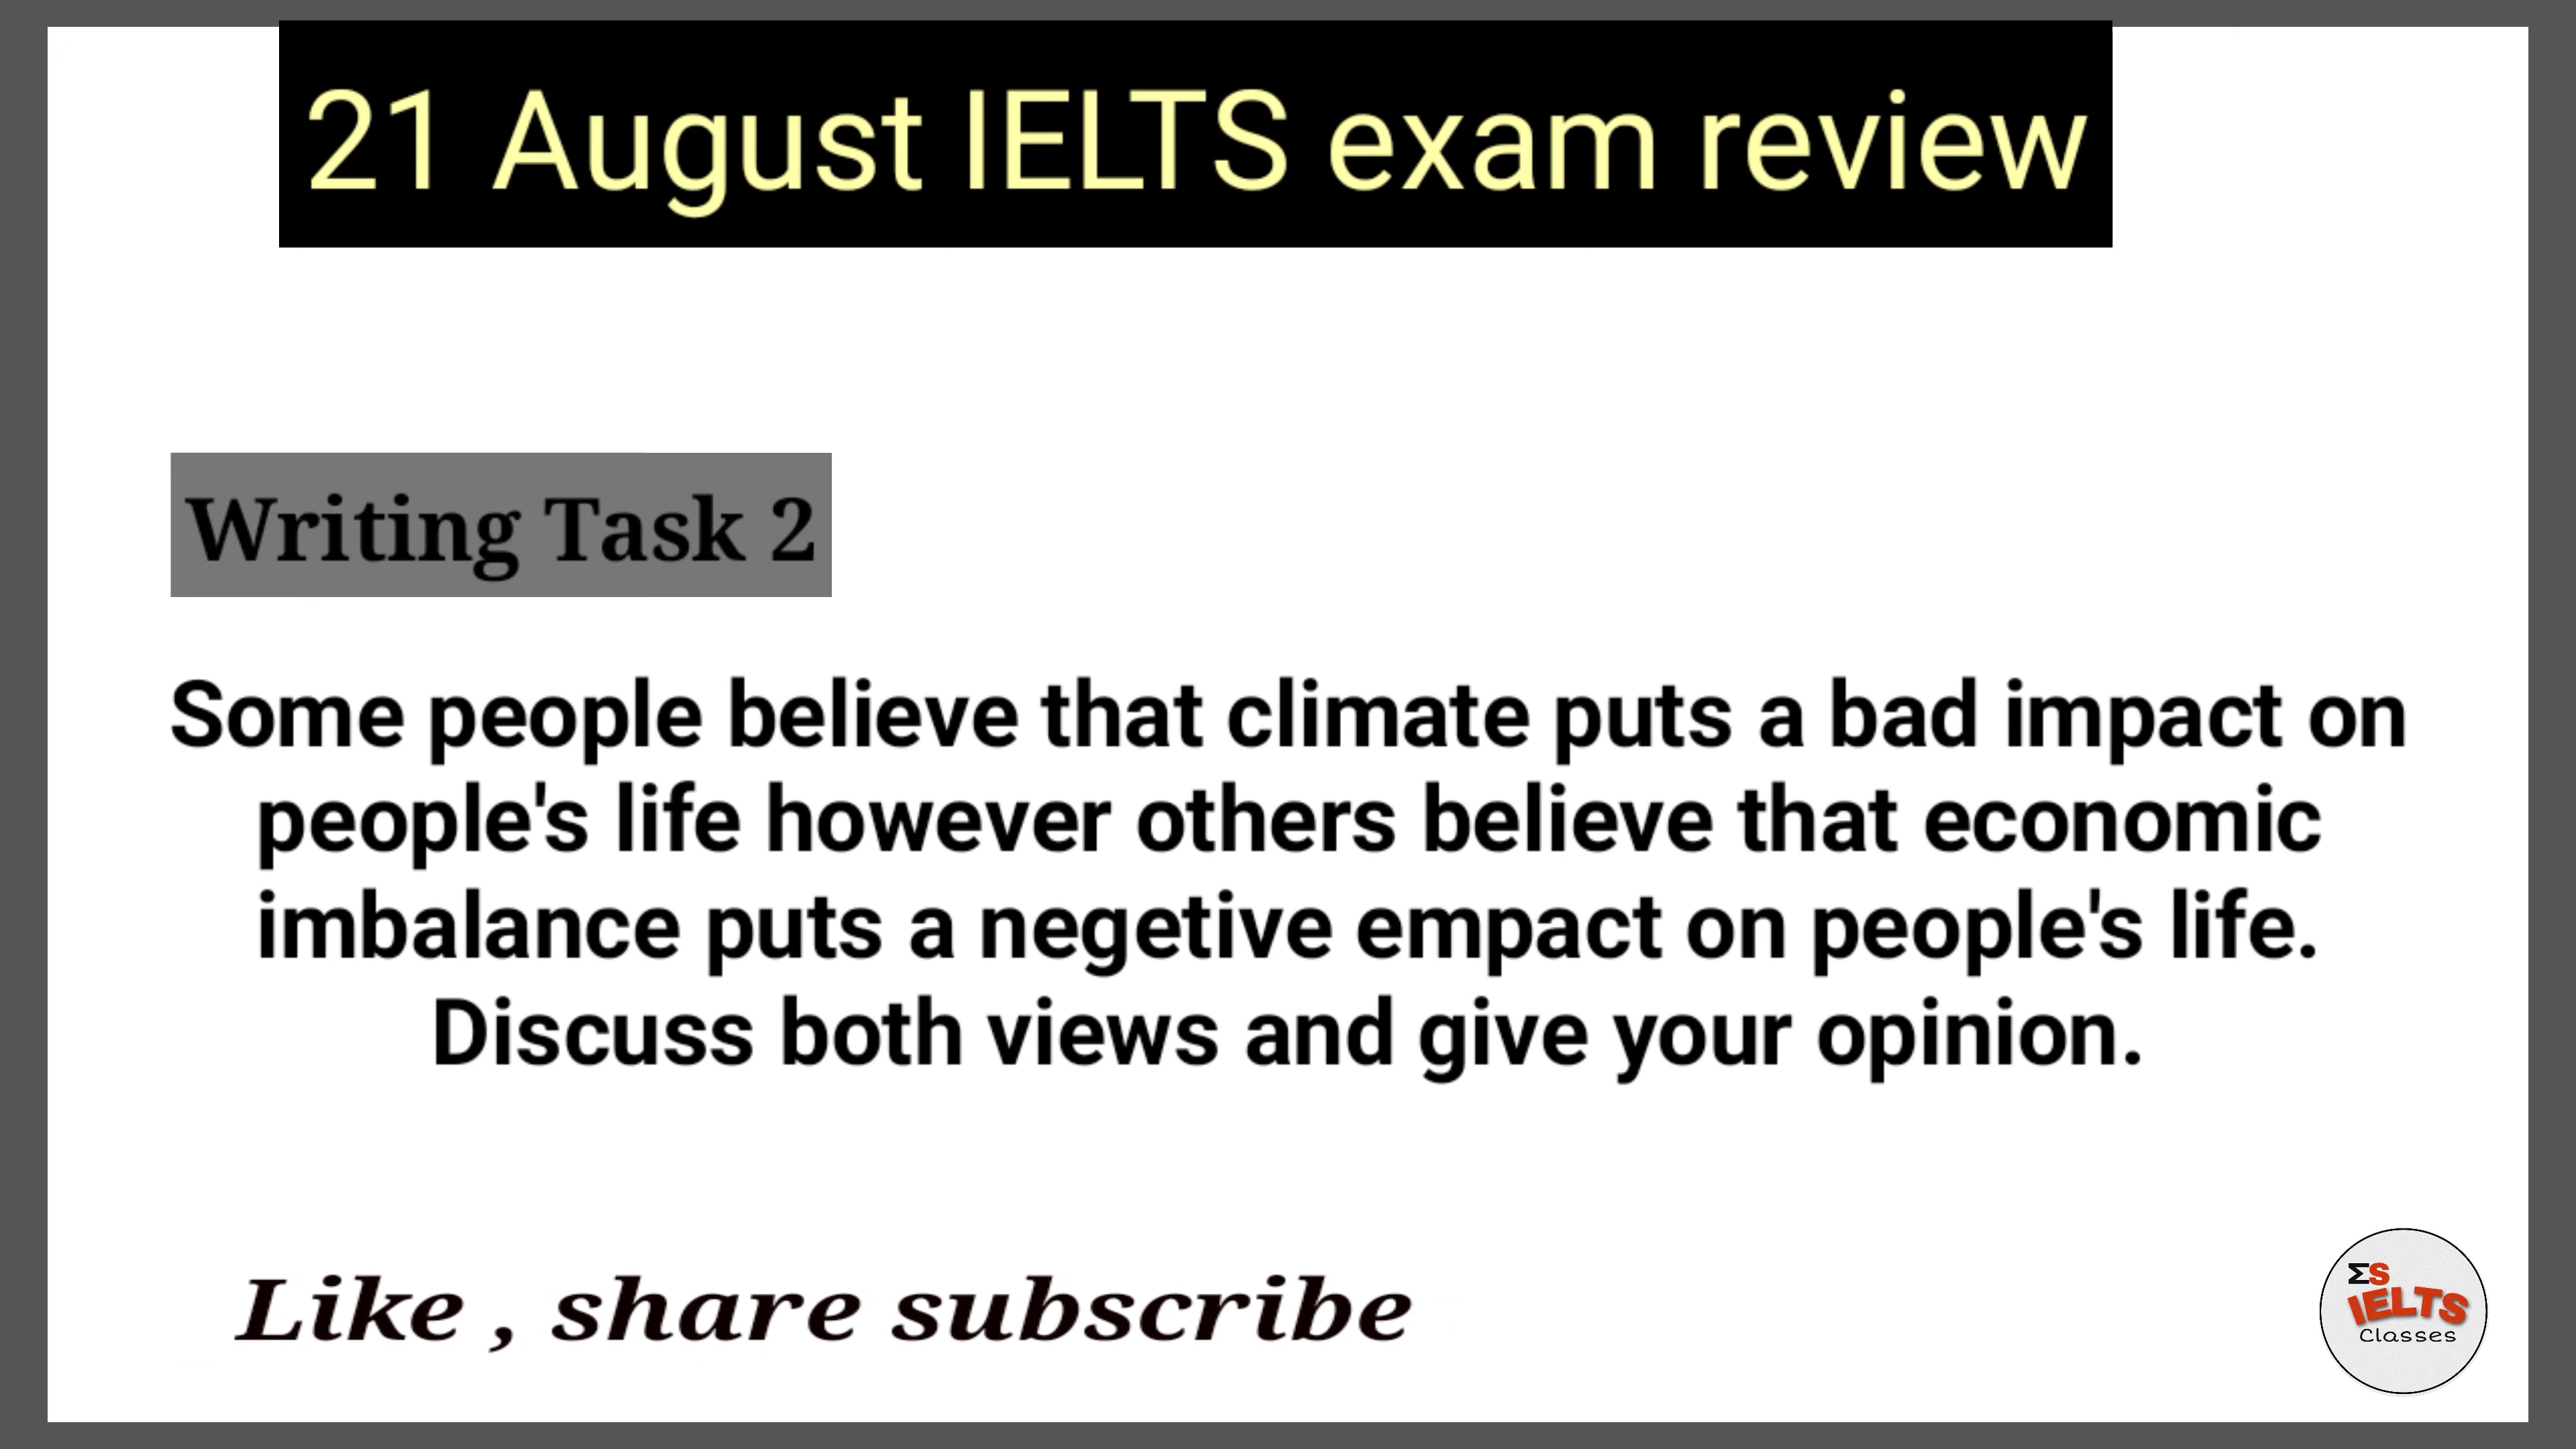 21 August IELTS exam review
Writing Task 2
Some people believe that climate puts a bad impact on
people's life however others believe that economic
imbalance puts a negetive empact on people's life.
Discuss both views and give your opinion.
Like , share subscribe
ΣS
IELTS
Classes